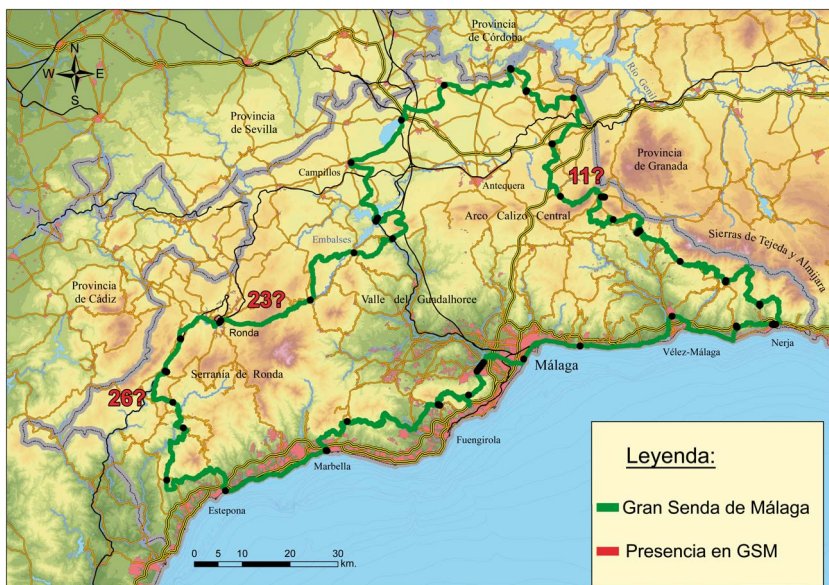 Provincia
de Córdoba
N
W
E
S
Río Genil
Provincia
de Sevilla
Provincia
de Granada
Campillos
11?
Antequera
Arco Calizo Central
Sierras de Tejeda y Almijara
Embalses
Provincia
de Cádiz
23?
Valle del Guadalhorce
Ronda
Málaga
Vélez-Málaga
Nerja
Serranía de Ronda
26?
Fuengirola
Marbella
Estepona
0 5 10 20 30
km.
Leyenda:
Gran Senda de Málaga
Presencia en GSM